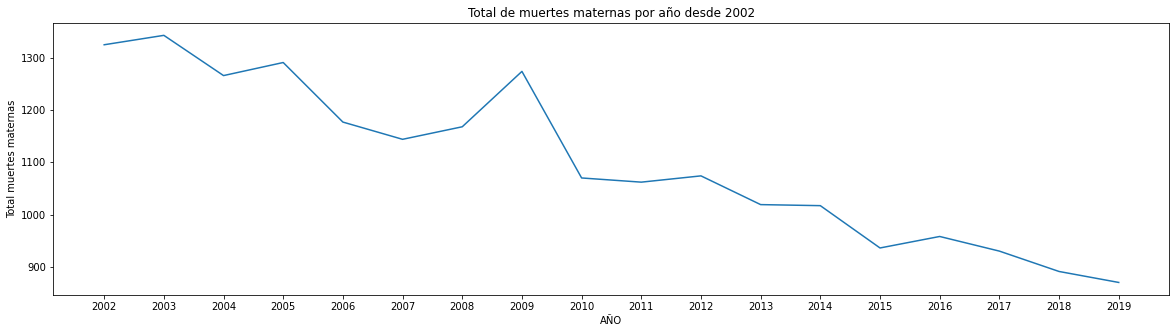 Total de muertes maternas por año desde 2002
Total muertes maternas
1300
1200
1100
1000
900
2002 2003 2004 2005 2006 2007 2008 2009 2010 2011 2012 2013 2014 2015 2016 2017 2018 2019
AÑO